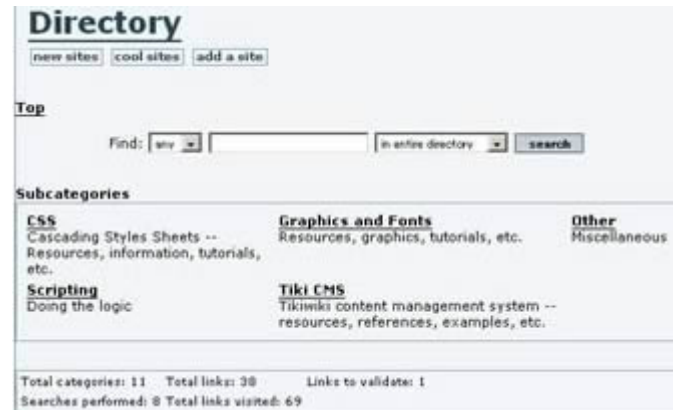 Directory
new sites cool sites add a site
Top
Find: any in entire directory search
Subcategories
CSS
Cascading Styles Sheets --
Resources, information, tutorials,
etc.
Graphics and Fonts
Resources, graphics, tutorials, etc.
Other
Miscellaneous
Scripting
Doing the logic
Tiki CMS
Tikiwiki content management system --
resources, references, examples, etc.
Total categories: 11 Total links: 38 Links to validate: 1
Searches performed: 8 Total links visited: 69